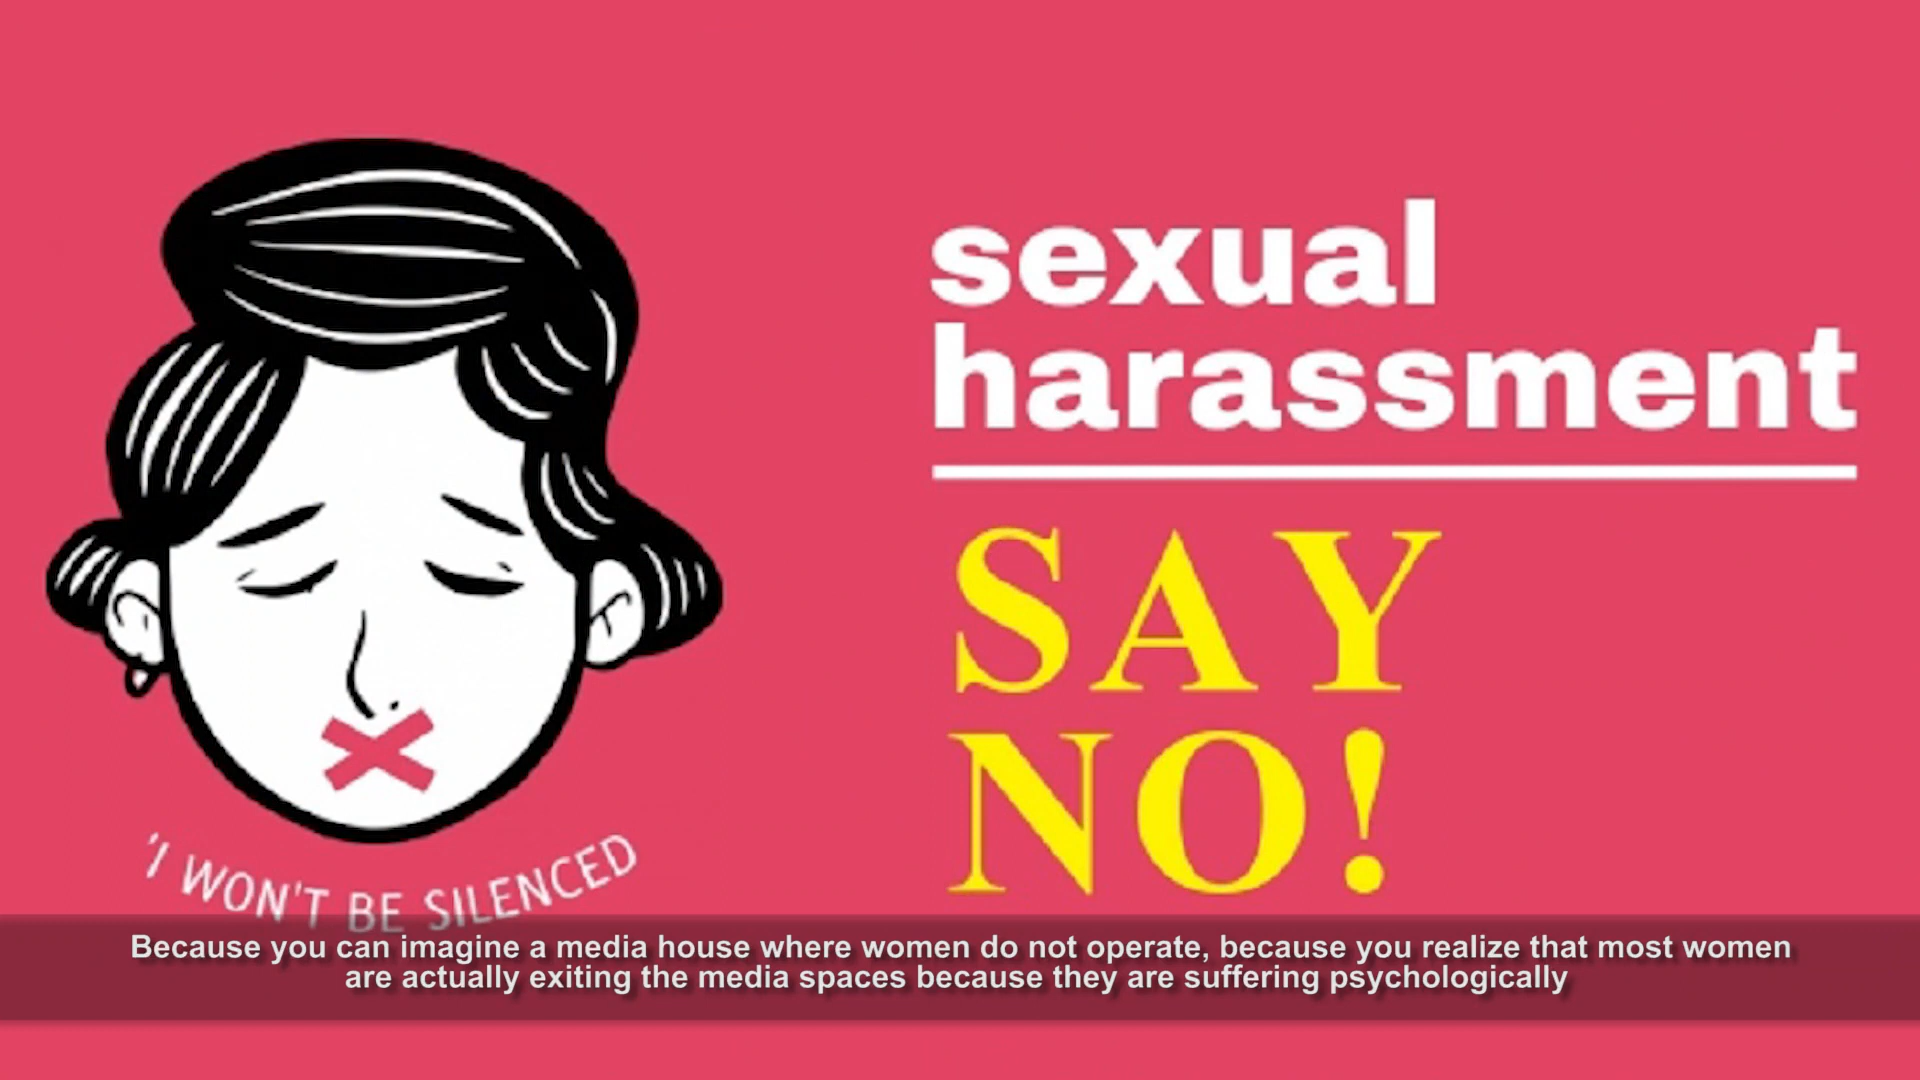 sexual
harassment
SAY
NO!
'I WON'T BE SILENCED
Because you can imagine a media house where women do not operate, because you realize that most women
are actually exiting the media spaces because they are suffering psychologically